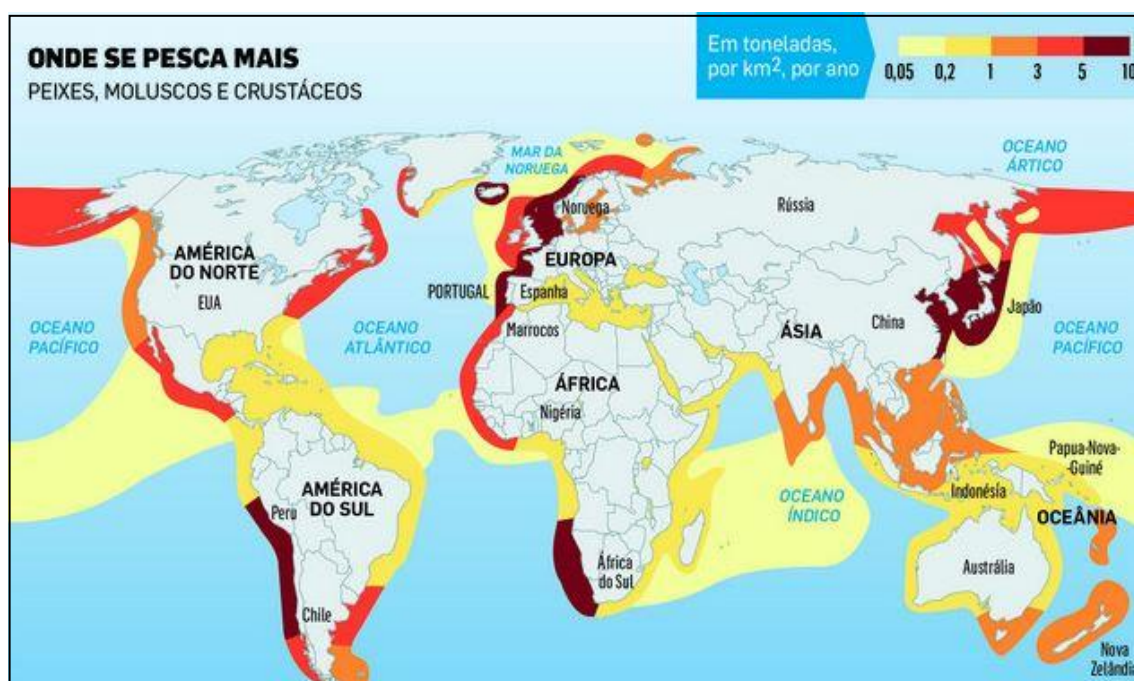 ONDE SE PESCA MAIS
PEIXES, MOLUSCOS E CRUSTÁCEOS
Em toneladas,
por km², por ano
0,05 0,2 1 3 5 10
MAR DA
NORUEGA
OCEANO
ÁRTICO
Noruega
Rússia
AMÉRICA
DO NORTE
EUA
EUROPA
PORTUGAL
Espanha
Marrocos
OCEANO
PACÍFICO
OCEANO
ATLÂNTICO
ÁSIA
China
Japão
OCEANO
PACÍFICO
ÁFRICA
Nigéria
AMÉRICA
DO SUL
Peru
Chile
África
do Sul
OCEANO
ÍNDICO
Papua-Nova-
-Guiné
Indonésia
OCEÂNIA
Austrália
Nova
Zelândia